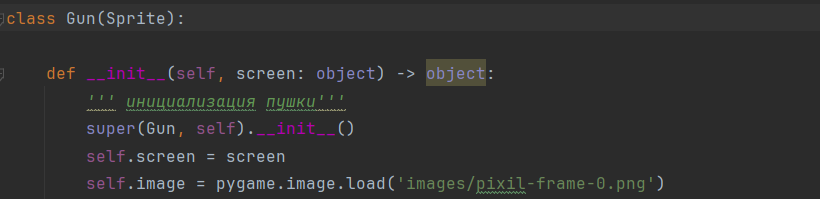 class Gun(Sprite):
def __init__(self, screen: object) -> object:
''' инициализация пушки'''
super(Gun, self).__init__()
self.screen = screen
self.image = pygame.image.load('images/pixil-frame-0.png')